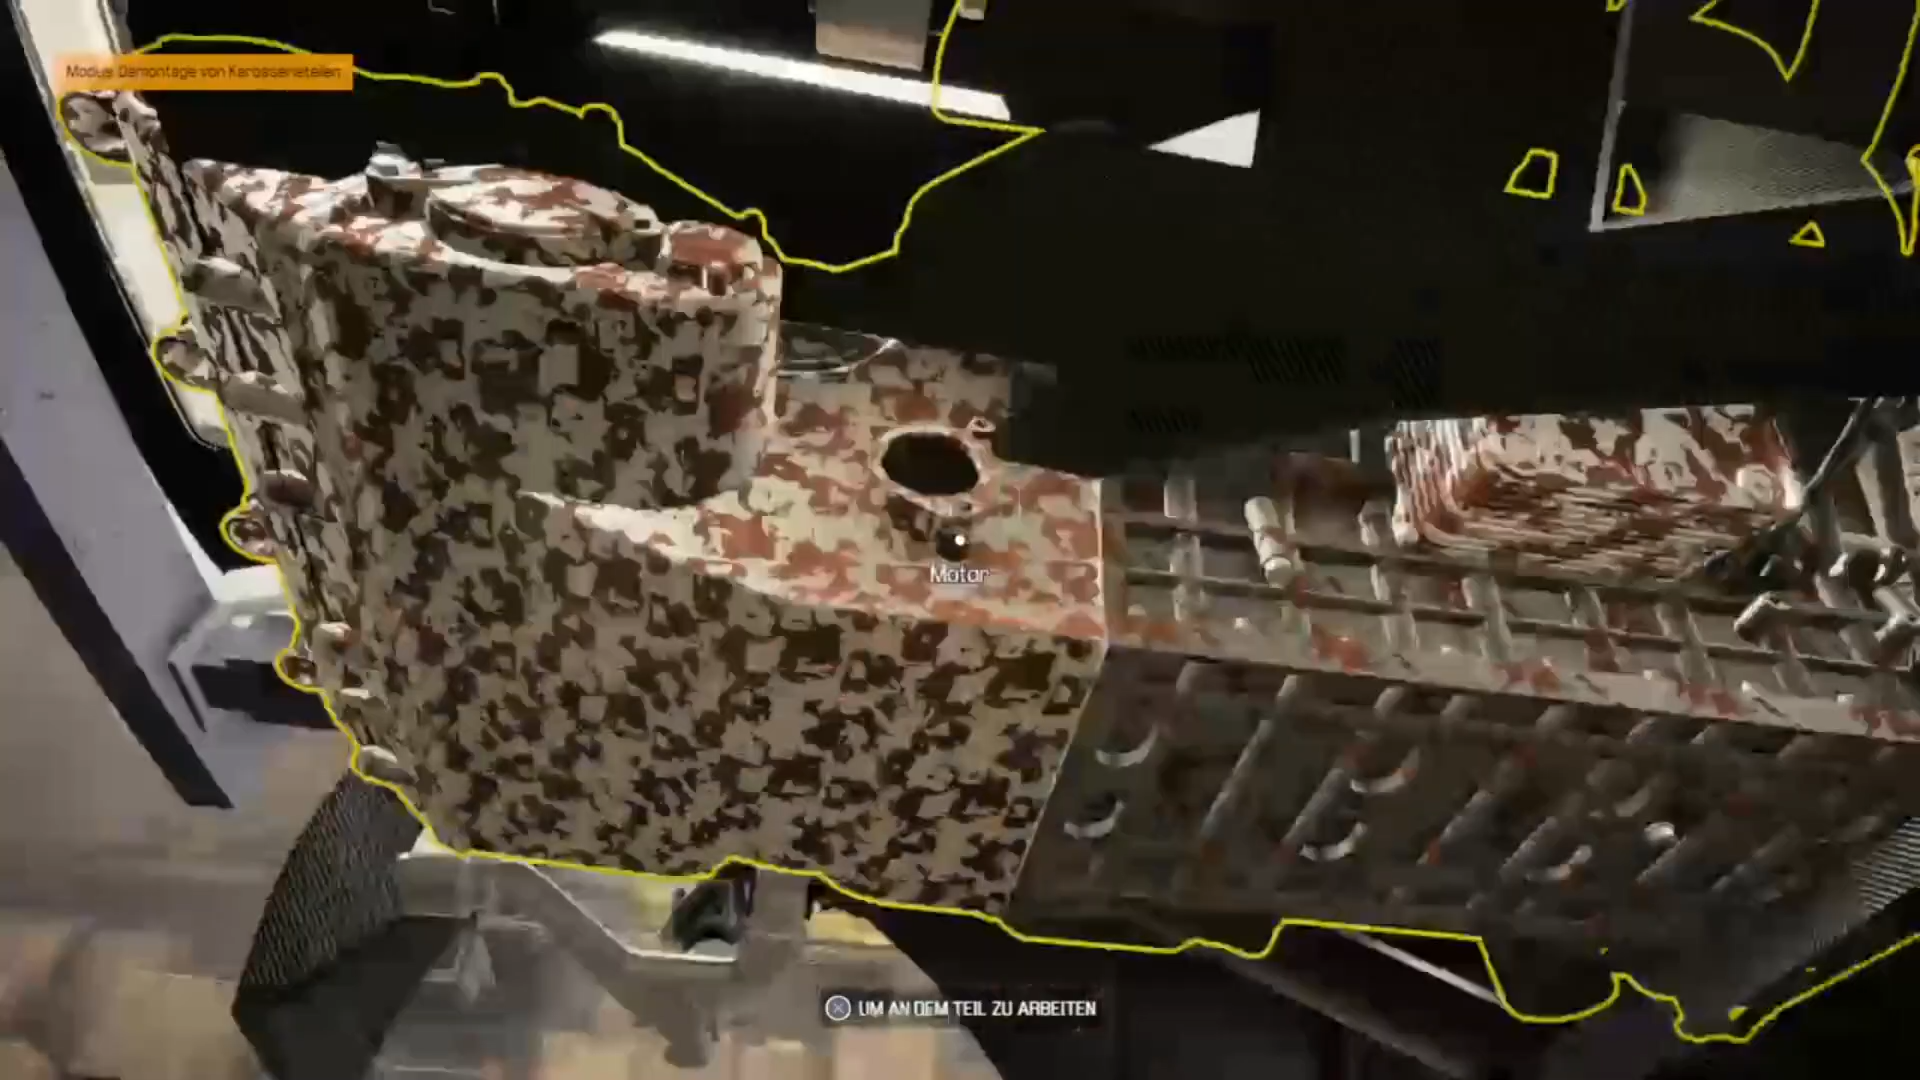 Modus: Demontage von Karosserieteilen
Motor
UM AN DEM TEIL ZU ARBEITEN